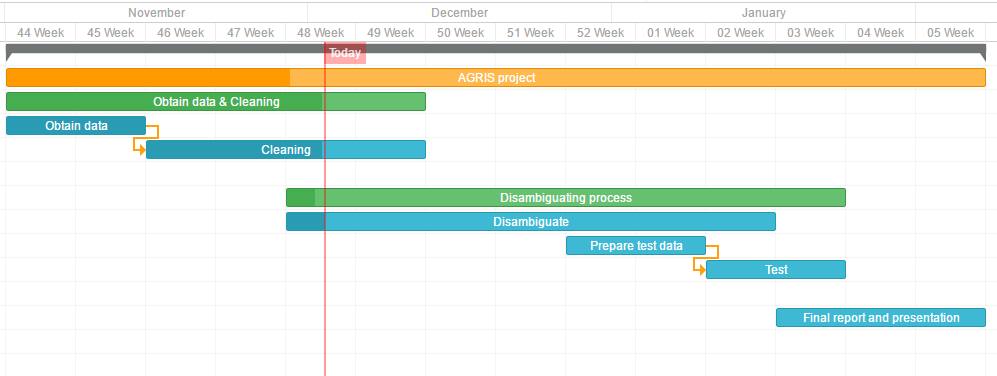 November December January
44 Week 45 Week 46 Week 47 Week 48 Week 49 Week 50 Week 51 Week 52 Week 01 Week 02 Week 03 Week 04 Week 05 Week
Today
AGRIS project
Obtain data & Cleaning
Obtain data
Cleaning
Disambiguating process
Disambiguate
Prepare test data
Test
Final report and presentation